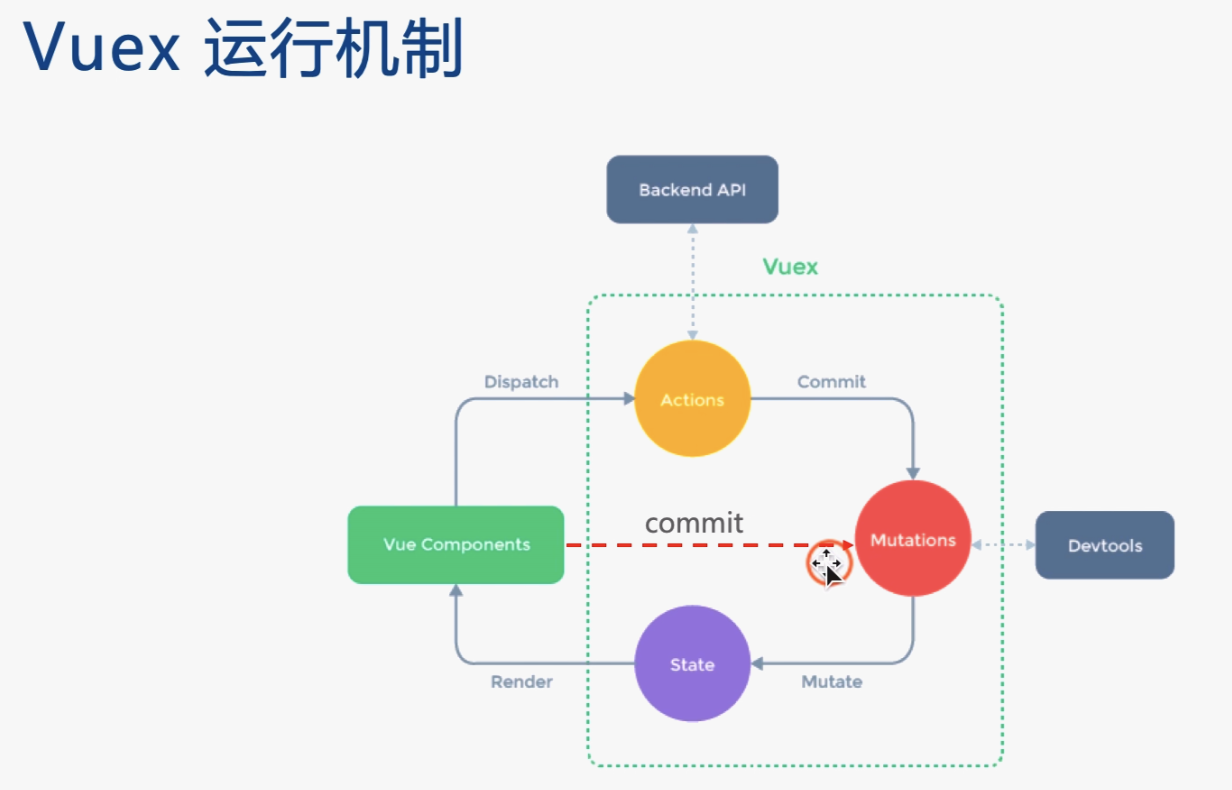 Vuex 运行机制
Backend API
Vuex
Dispatch
Actions
Commit
commit
Vue Components
Mutations
Devtools
State
Render
Mutate